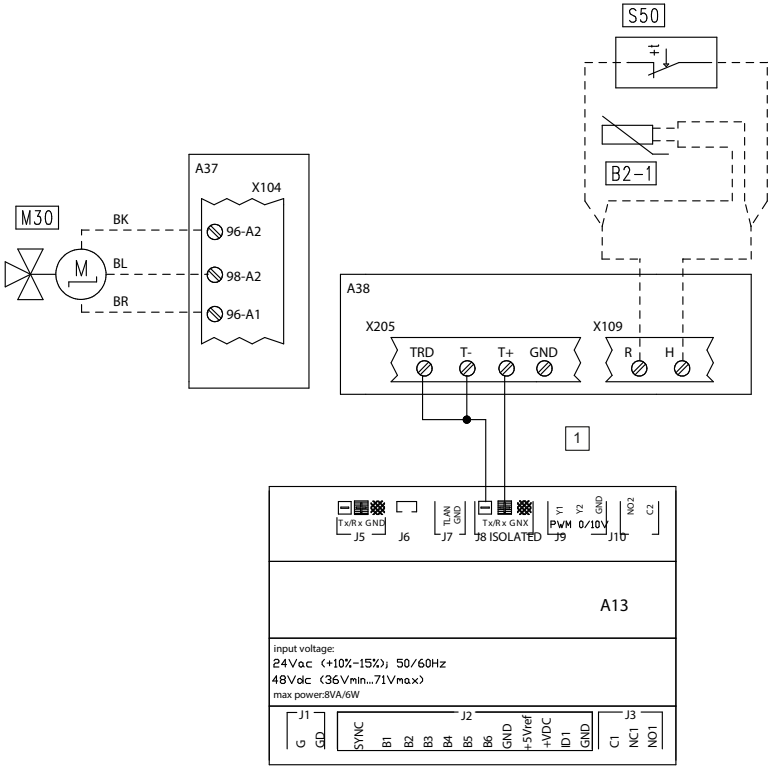 S50
+t
B2-1
A37
X104
M30
BK
96-A2
M
BL
98-A2
BR
96-A1
A38
X205
X109
TRD T- T+ GND
R H
1
Tx/Rx GND
J5
J6
TLAN
GND
J7
Tx/Rx GNX
J8 ISOLATED
Y1
Y2
GND
PWM 0/10V
J9
J10
NO2
C2
A13
input voltage:
24Vac (+10%-15%); 50/60Hz
48Vdc (36Vmin...71Vmax)
max power:8VA/6W
J1
G
GD
J2
SYNC
B1
B2
B3
B4
B5
B6
GND
+5Vref
+VDC
ID1
GND
J3
C1
NC1
NO1